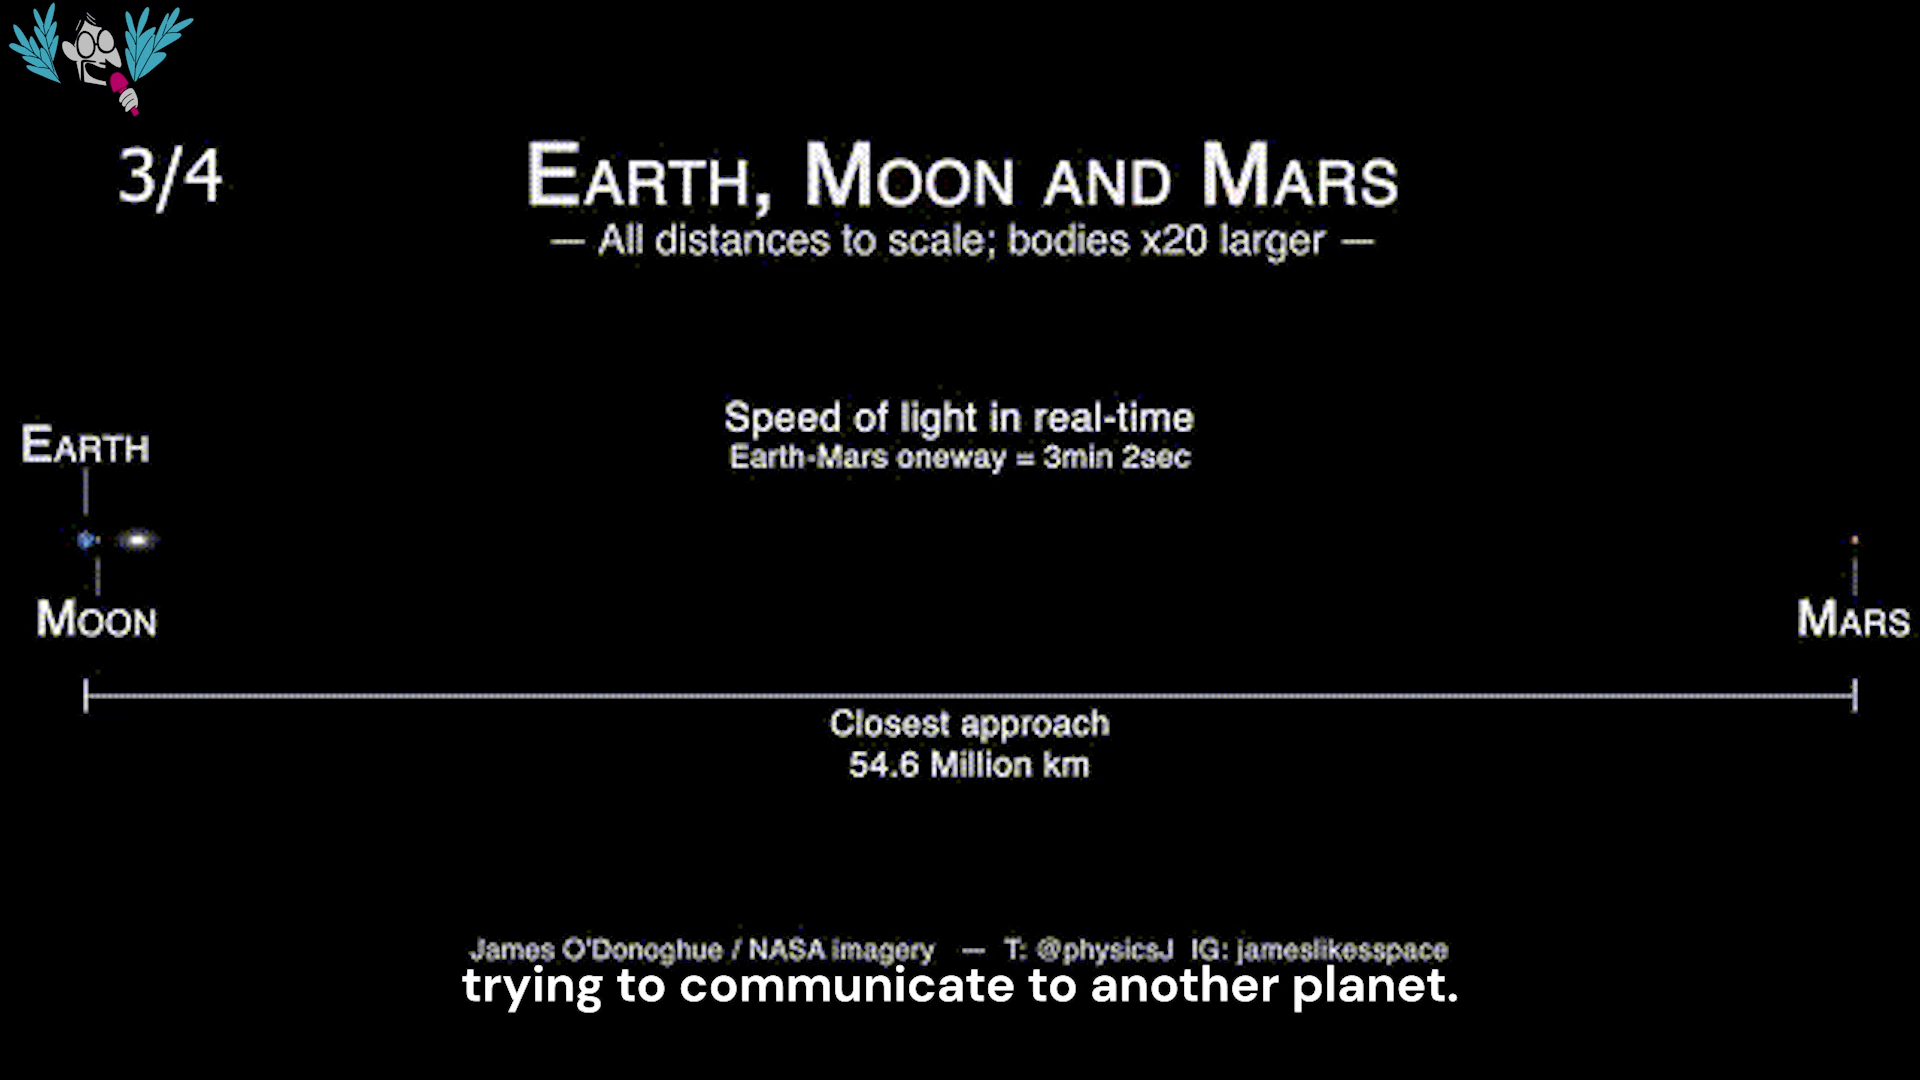 3/4
EARTH, MOON AND MARS
— All distances to scale; bodies x20 larger —
Speed of light in real-time
Earth-Mars oneway = 3min 2sec
EARTH
MOON
MARS
Closest approach
54.6 Million km
James O'Donoghue / NASA imagery — T: @physicsJ IG: jameslikesspace
trying to communicate to another planet.